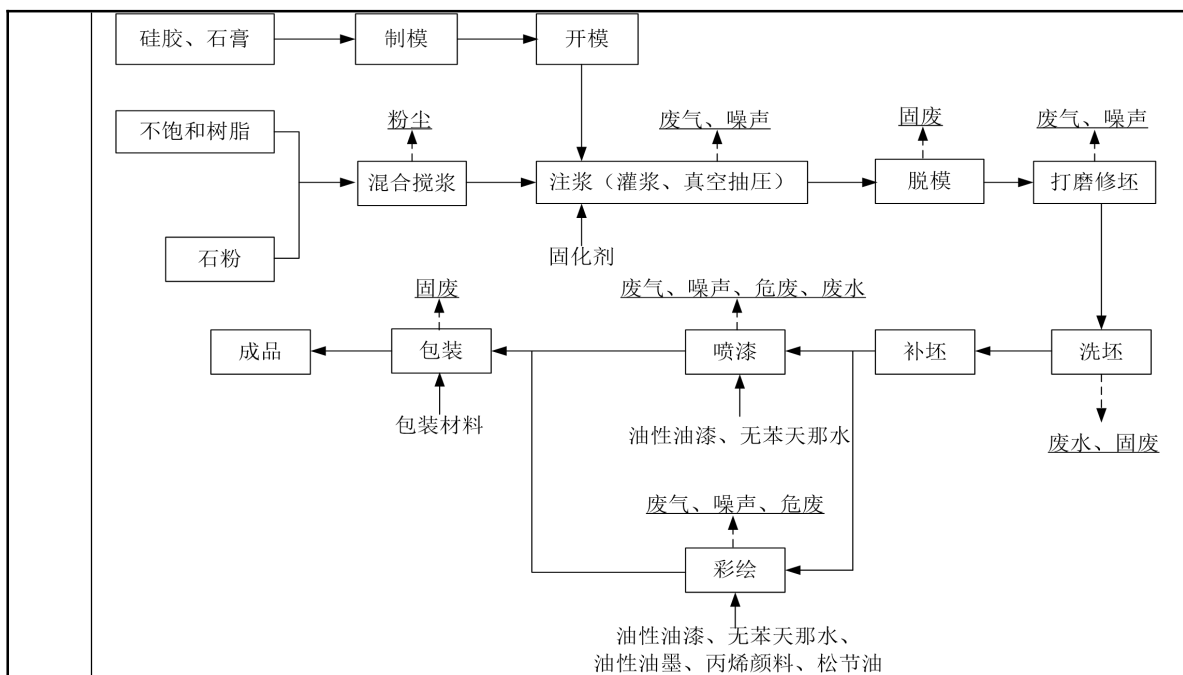 硅胶、石膏
制模
开模
不饱和树脂
粉尘
废气、噪声
固废
废气、噪声
混合搅浆
注浆（灌浆、真空抽压）
脱模
打磨修坯
石粉
固化剂
固废
废气、噪声、危废、废水
成品
包装
喷漆
补坯
洗坯
包装材料
油性油漆、无苯天那水
废水、固废
废气、噪声、危废
彩绘
油性油漆、无苯天那水、
油性油墨、丙烯颜料、松节油